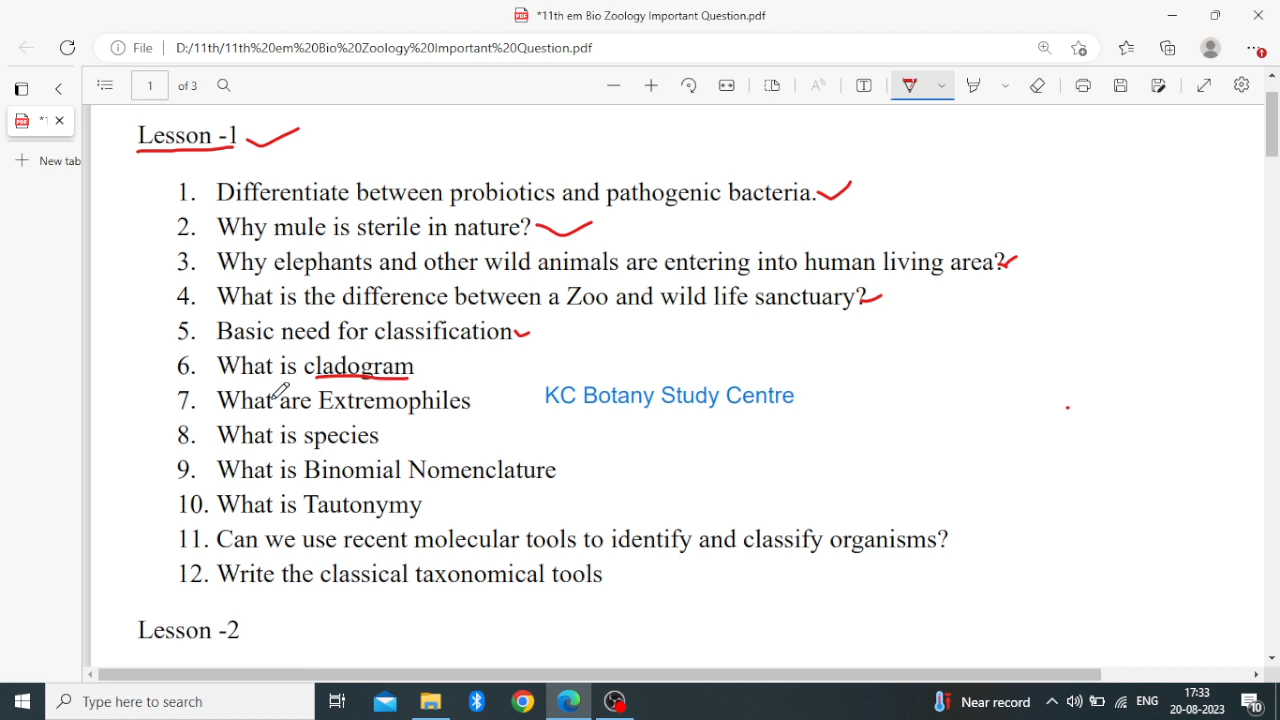 *11th em Bio Zoology Important Question.pdf
File D:/11th/11th%20em%20Bio%20Zoology%20Important%20Question.pdf
1 of 3
*1
New tab
Lesson -1
1. Differentiate between probiotics and pathogenic bacteria.
2. Why mule is sterile in nature?
3. Why elephants and other wild animals are entering into human living area?
4. What is the difference between a Zoo and wild life sanctuary?
5. Basic need for classification
6. What is cladogram
7. What are Extremophiles
KC Botany Study Centre
8. What is species
9. What is Binomial Nomenclature
10. What is Tautonymy
11. Can we use recent molecular tools to identify and classify organisms?
12. Write the classical taxonomical tools
Lesson -2
Type here to search
Near record
ENG
17:33
20-08-2023
10